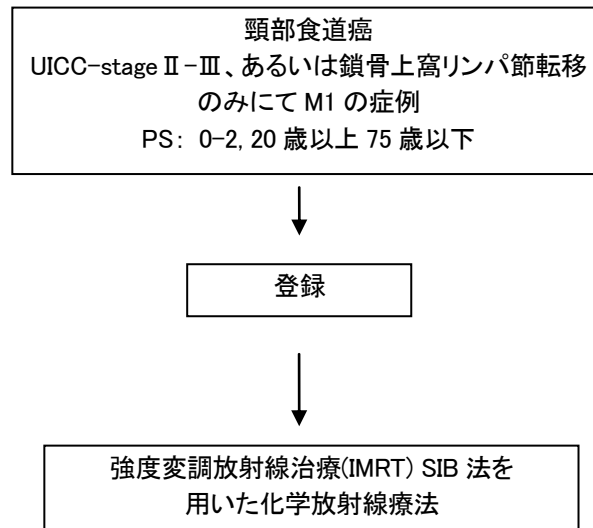 頸部食道癌
UICC-stage Ⅱ-Ⅲ、あるいは鎖骨上窩リンパ節転移
のみにて M1 の症例
PS： 0-2, 20 歳以上 75 歳以下
登録
強度変調放射線治療(IMRT) SIB 法を
用いた化学放射線療法